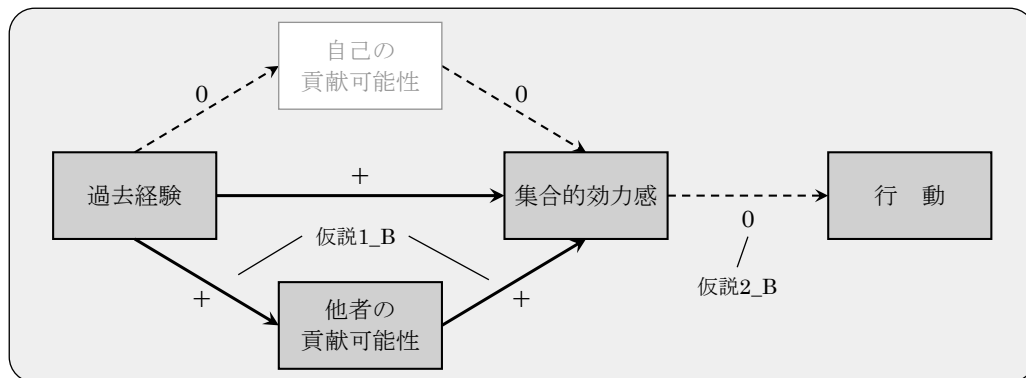 自己の
貢献可能性
0
0
過去経験
+
集合的効力感
行　動
0
仮説1_B
仮説2_B
+
他者の
貢献可能性
+